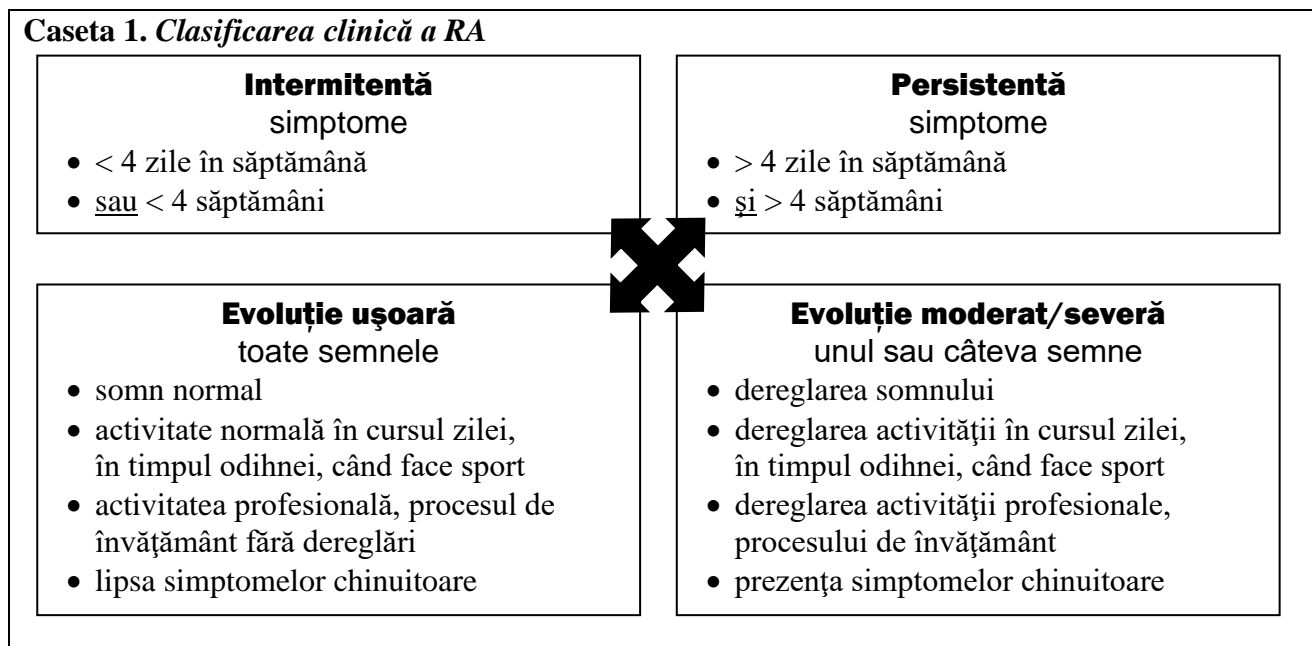 Caseta 1. Clasificarea clinică a RA
Intermitentă
simptome
• < 4 zile în săptămână
• sau < 4 săptămâni
Persistentă
simptome
• > 4 zile în săptămână
• şi > 4 săptămâni
Evoluție uşoară
toate semnele
• somn normal
• activitate normală în cursul zilei,
în timpul odihnei, când face sport
• activitatea profesională, procesul de
învăţământ fără dereglări
• lipsa simptomelor chinuitoare
Evoluție moderat/severă
unul sau câteva semne
• dereglarea somnului
• dereglarea activităţii în cursul zilei,
în timpul odihnei, când face sport
• dereglarea activităţii profesionale,
procesului de învăţământ
• prezenţa simptomelor chinuitoare